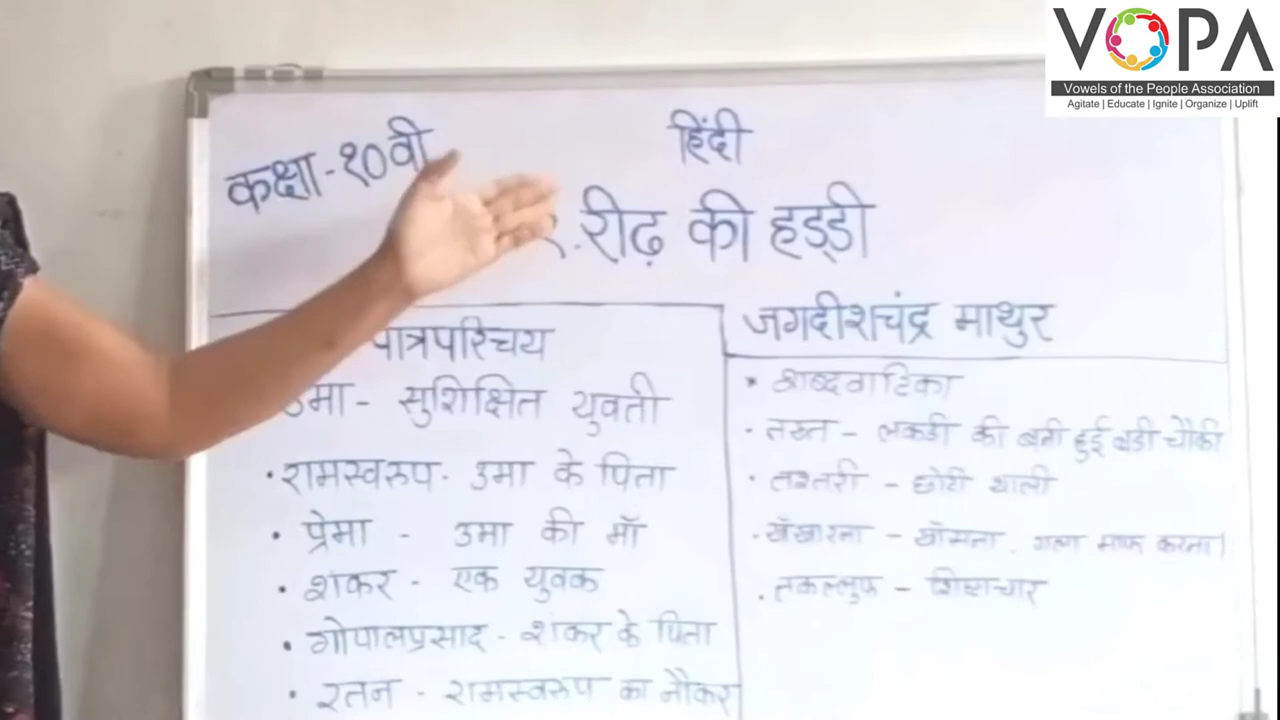 VOPA
Vowels of the People Association
Agitate | Educate | Ignite | Organize | Uplift
कक्षा-१०वी
हिंदी
२. रीढ़ की हड्डी
पात्रपरिचय
उमा- सुशिक्षित युवती
• रामस्वरुप- उमा के पिता
• प्रेमा - उमा की माँ
• शंकर - एक युवक
• गोपालप्रसाद - शंकर के पिता
• रतन - रामस्वरुप का नौकर
जगदीशचंद्र माथुर
• शब्दवाटिका
• तख्त - लकडी की बनी हुई बडी चौकी
• तश्तरी - छोटी थाली
• खँखारना - खाँसना, गला साफ करना।
• तकल्लुफ - शिष्टाचार